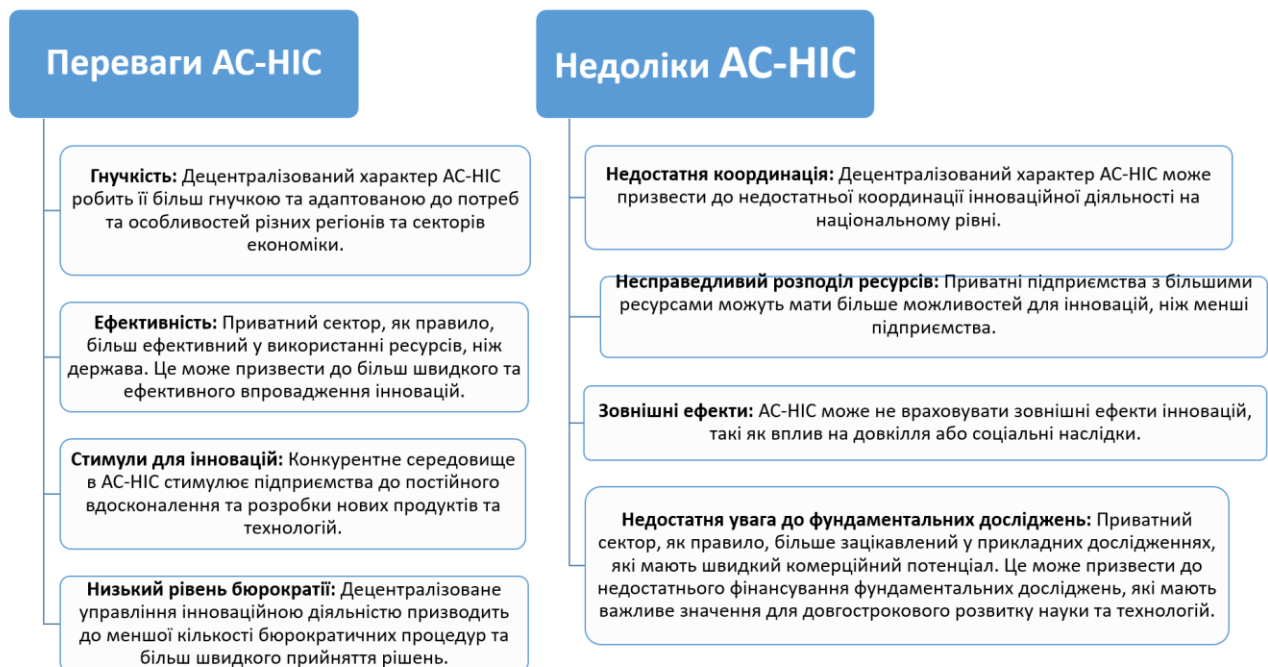 Переваги АС-НІС
Гнучкість: Децентралізований характер АС-НІС
робить її більш гнучкою та адаптованою до потреб
та особливостей різних регіонів та секторів
економіки.
Ефективність: Приватний сектор, як правило,
більш ефективний у використанні ресурсів, ніж
держава. Це може призвести до більш швидкого та
ефективного впровадження інновацій.
Стимули для інновацій: Конкурентне середовище
в АС-НІС стимулює підприємства до постійного
вдосконалення та розробки нових продуктів та
технологій.
Низький рівень бюрократії: Децентралізоване
управління інноваційною діяльністю призводить
до меншої кількості бюрократичних процедур та
більш швидкого прийняття рішень.
Недоліки АС-НІС
Недостатня координація: Децентралізований характер АС-НІС може
призвести до недостатньої координації інноваційної діяльності на
національному рівні.
Несправедливий розподіл ресурсів: Приватні підприємства з більшими
ресурсами можуть мати більше можливостей для інновацій, ніж менші
підприємства.
Зовнішні ефекти: АС-НІС може не враховувати зовнішні ефекти інновацій,
такі як вплив на довкілля або соціальні наслідки.
Недостатня увага до фундаментальних досліджень: Приватний
сектор, як правило, більше зацікавлений у прикладних дослідженнях,
які мають швидкий комерційний потенціал. Це може призвести до
недостатнього фінансування фундаментальних досліджень, які мають
важливе значення для довгострокового розвитку науки та технологій.